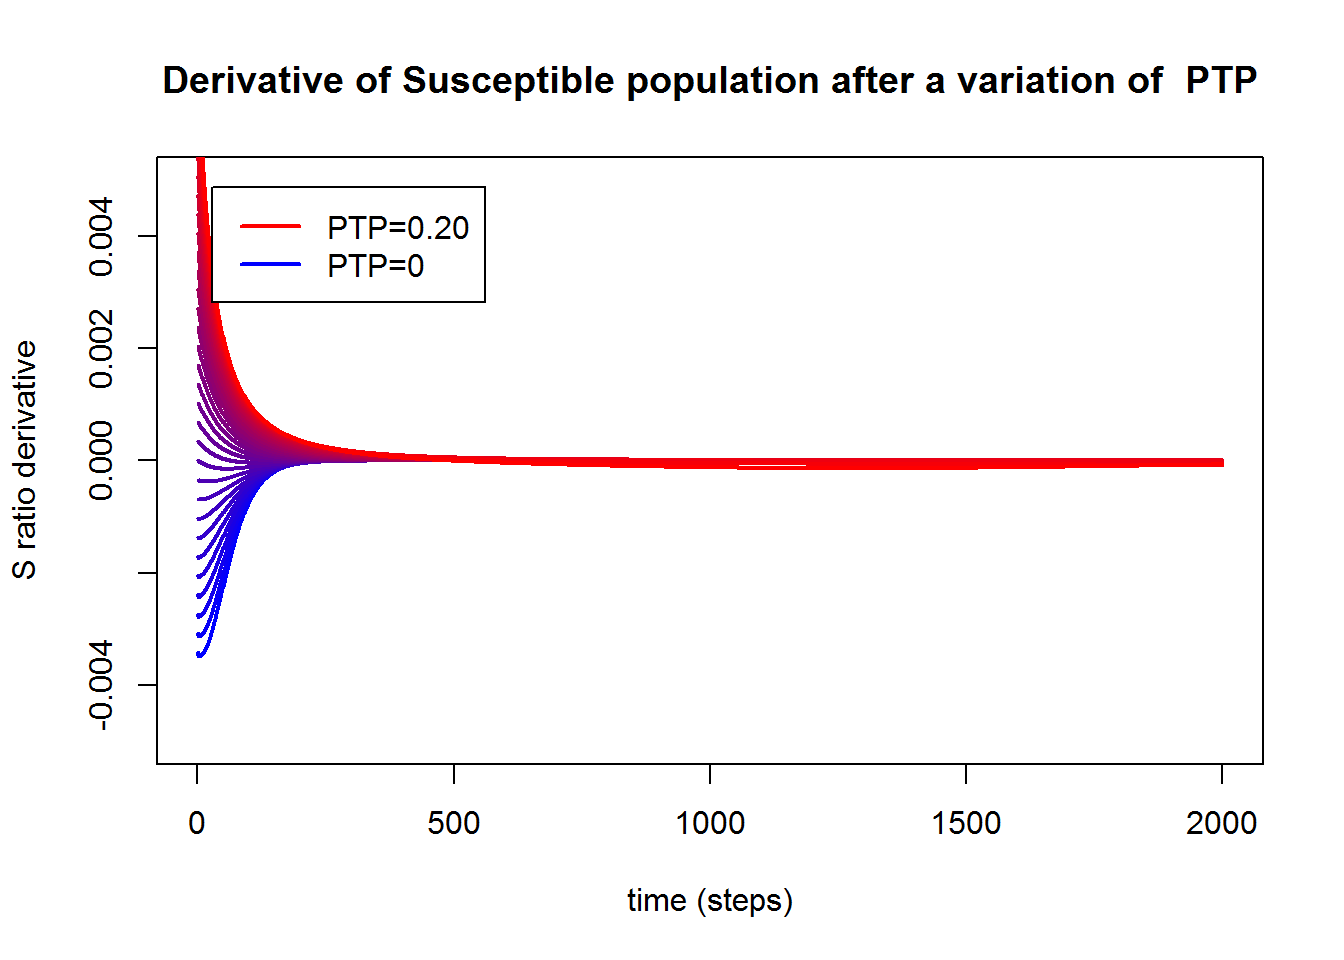 Derivative of Susceptible population after a variation of  PTP
PTP=0.20
PTP=0
0.004
0.002
0.000
-0.004
S ratio derivative
0
500
1000
1500
2000
time (steps)